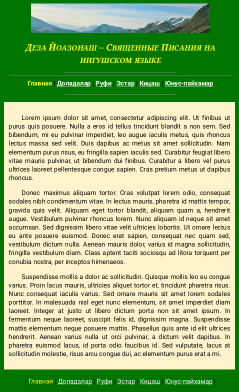 Деза Йоазонаш – Священные Писания на
ингушском языке
Главная Доладалар Руфи Эстар Кицаш Юнус-пайхамар
Lorem ipsum dolor sit amet, consectetur adipiscing elit. Ut finibus ut
purus quis posuere. Nulla a eros id tellus tincidunt blandit a non sem. Sed
bibendum, mi eu pulvinar imperdiet, leo augue iaculis metus, quis rhoncus
lectus massa sed velit. Duis dapibus ac metus sit amet sollicitudin. Nam
elementum purus risus, eu fringilla sapien iaculis sed. Curabitur feugiat libero
vitae mauris pulvinar, ut bibendum dui finibus. Curabitur a libero vel purus
ultrices laoreet pellentesque congue sapien. Cras pretium metus ut dapibus
rhoncus.
Donec maximus aliquam tortor. Cras volutpat lorem odio, consequat
sodales nibh condimentum vitae. In lectus mauris, pharetra id mattis tempor,
gravida quis velit. Aliquam eget tortor blandit, aliquam quam a, hendrerit
augue. Vestibulum pulvinar rhoncus lorem. Nunc aliquam id neque sit amet
accumsan. Sed dignissim libero vitae velit ultricies lobortis. Ut ornare lectus
eu ante posuere euismod. Donec erat sapien, consequat nec quam sed,
vestibulum dictum nulla. Aenean mauris dolor, varius id magna sollicitudin,
fringilla vestibulum diam. Class aptent taciti sociosqu ad litora torquent per
conubia nostra, per inceptos himenaeos.
Suspendisse mollis a dolor ac sollicitudin. Quisque mollis leo eu congue
varius. Proin lacus mauris, ultricies aliquet tortor et, tincidunt pharetra risus.
Nunc consequat iaculis varius. Sed ornare mauris sit amet lorem sodales
porttitor. In malesuada nisl eget nunc elementum, sit amet imperdiet diam
laoreet. Integer at justo ut libero dictum porta non sit amet ipsum. In
fermentum neque laoreet, suscipit felis id, dignissim magna. Suspendisse
mattis elementum neque posuere mattis. Phasellus quis ante id elit ultrices
hendrerit. Aenean varius nulla ut orci pulvinar, a dictum velit dapibus. In
pharetra euismod lacus, id porta odio faucibus id. Sed vulputate, lacus at
sollicitudin molestie, risus arcu congue dui, ac elementum purus erat a mi.
Главная Доладалар Руфи Эстар Кицаш Юнус-пайхамар